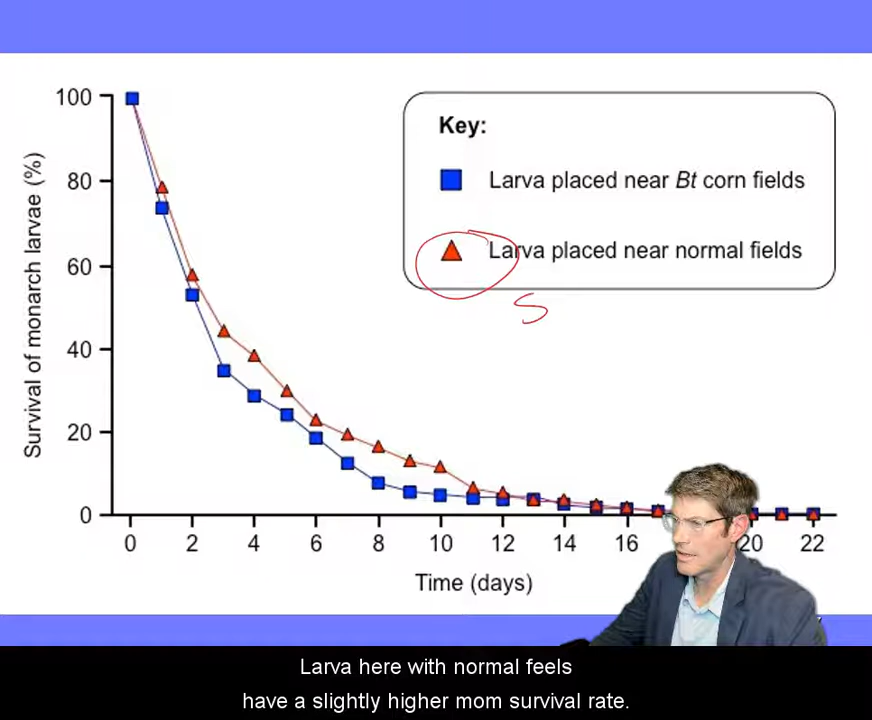 Key:
Larva placed near Bt corn fields
Larva placed near normal fields
S
Survival of monarch larvae (%)
100
80
60
40
20
0
0 2 4 6 8 10 12 14 16 20 22
Time (days)
Larva here with normal feels
have a slightly higher mom survival rate.